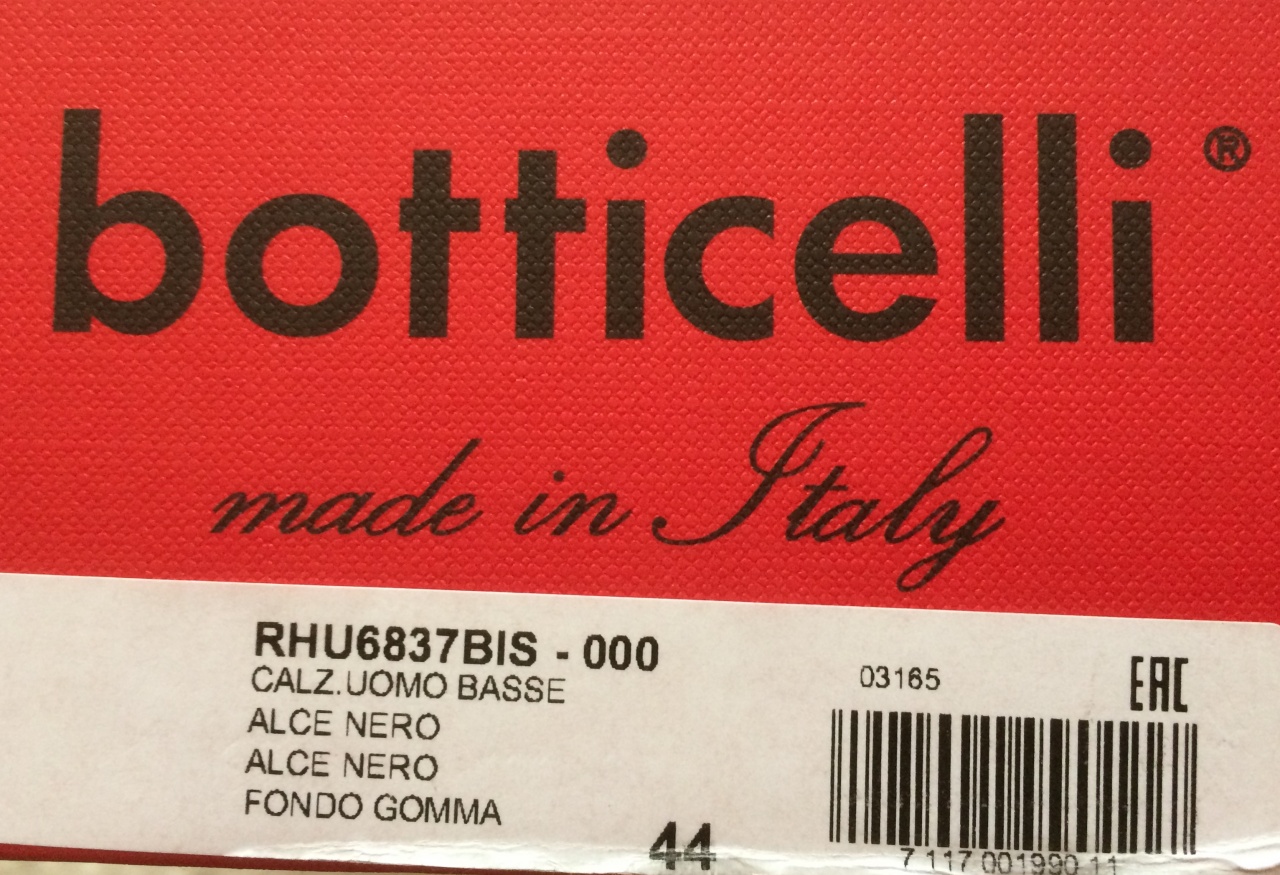 botticelli®
made in Italy
RHU6837BIS - 000
CALZ.UOMO BASSE
ALCE NERO
ALCE NERO
FONDO GOMMA
44
03165
EAC
7 117 001990 11